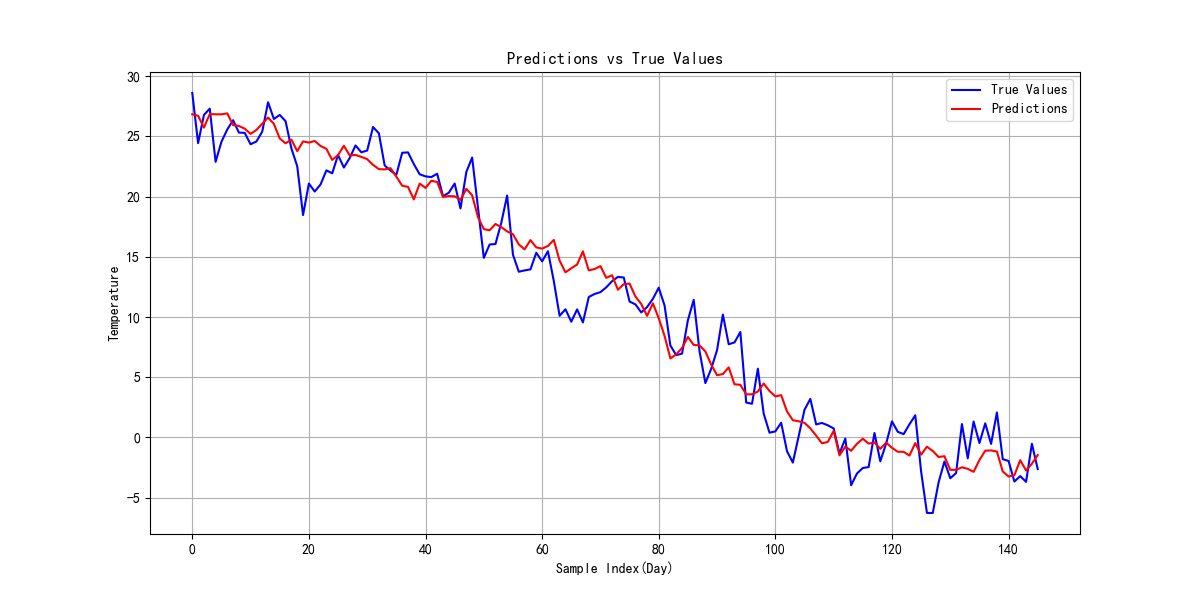 Predictions vs True Values
True Values
Predictions
Temperature
30
25
20
15
10
5
0
−5
0 20 40 60 80 100 120 140
Sample Index(Day)